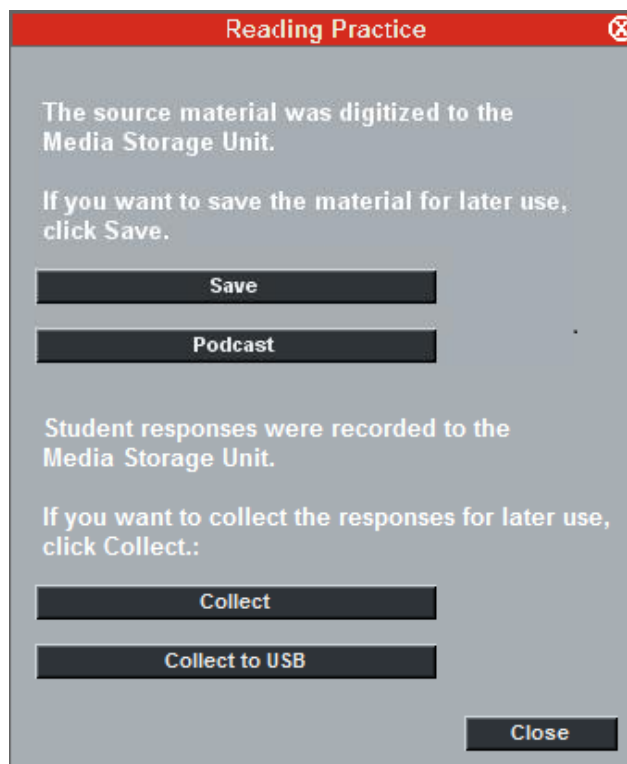 Reading Practice
The source material was digitized to the
Media Storage Unit.
If you want to save the material for later use,
click Save.
Save
Podcast
Student responses were recorded to the
Media Storage Unit.
If you want to collect the responses for later use,
click Collect.:
Collect
Collect to USB
Close